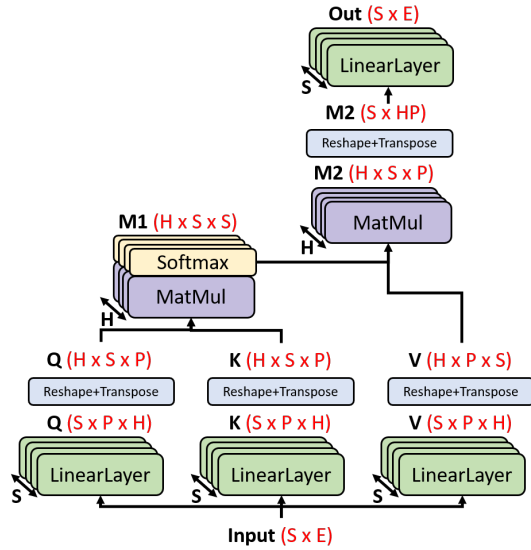 Out (S x E)
LinearLayer
S
M2 (S x HP)
Reshape+Transpose
M2 (H x S x P)
MatMul
H
M1 (H x S x S)
Softmax
MatMul
H
Q (H x S x P)
K (H x S x P)
V (H x P x S)
Reshape+Transpose
Reshape+Transpose
Reshape+Transpose
Q (S x P x H)
K (S x P x H)
V (S x P x H)
LinearLayer
LinearLayer
LinearLayer
S
S
S
Input (S x E)